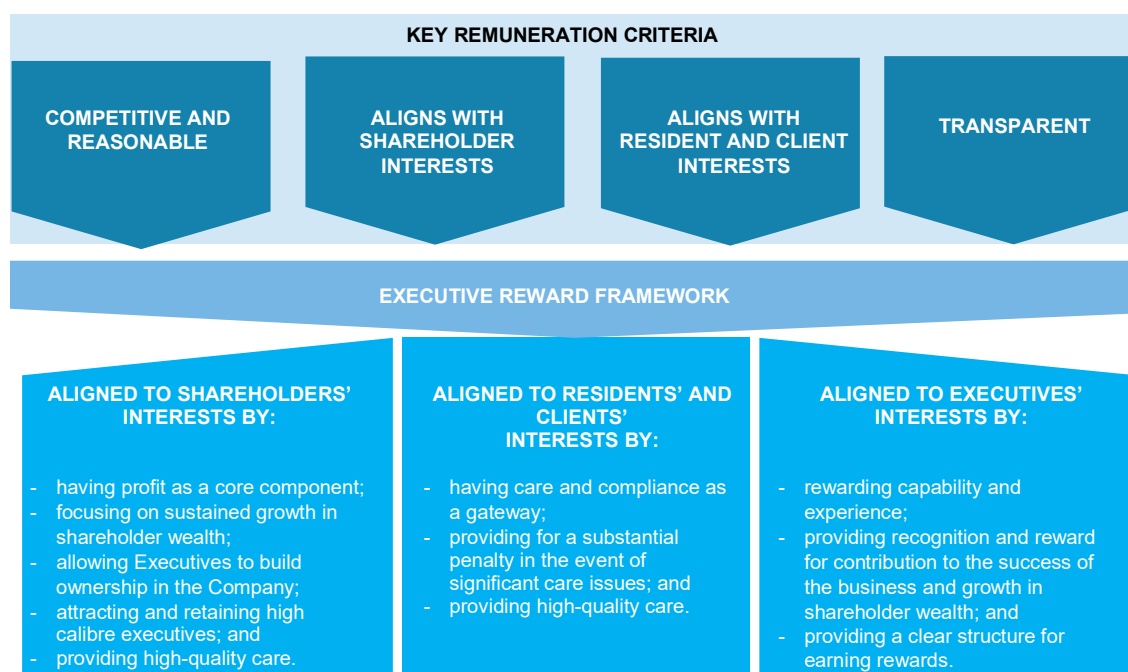 KEY REMUNERATION CRITERIA
COMPETITIVE AND
REASONABLE
ALIGNS WITH
SHAREHOLDER
INTERESTS
ALIGNS WITH
RESIDENT AND CLIENT
INTERESTS
TRANSPARENT
EXECUTIVE REWARD FRAMEWORK
ALIGNED TO SHAREHOLDERS’
INTERESTS BY:
- having profit as a core component;
- focusing on sustained growth in
shareholder wealth;
- allowing Executives to build
ownership in the Company;
- attracting and retaining high
calibre executives; and
- providing high-quality care.
ALIGNED TO RESIDENTS’ AND
CLIENTS’
INTERESTS BY:
- having care and compliance as
a gateway;
- providing for a substantial
penalty in the event of
significant care issues; and
- providing high-quality care.
ALIGNED TO EXECUTIVES’
INTERESTS BY:
- rewarding capability and
experience;
- providing recognition and reward
for contribution to the success of
the business and growth in
shareholder wealth; and
- providing a clear structure for
earning rewards.